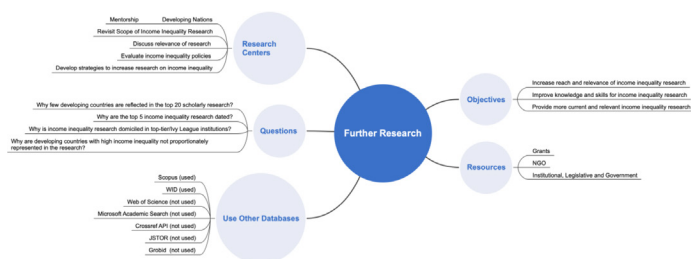 Mentorship Developing Nations
Revisit Scope of Income Inequality Research
Discuss relevance of research
Evaluate income inequality policies
Develop strategies to increase research on income inequality
Research
Centers
Why few developing countries are reflected in the top 20 scholarly research?
Why are the top 5 income inequality research dated?
Why is income inequality research domiciled in top-tier/Ivy League institutions?
Why are developing countries with high income inequality not proportionately
represented in the research?
Questions
Scopus (used)
WID (used)
Web of Science (not used)
Microsoft Academic Search (not used)
Crossref API (not used)
JSTOR (not used)
Grobid (not used)
Use Other Databases
Further Research
Objectives
Increase reach and relevance of income inequality research
Improve knowledge and skills for income inequality research
Provide more current and relevant income inequality research
Resources
Grants
NGO
Institutional, Legislative and Government